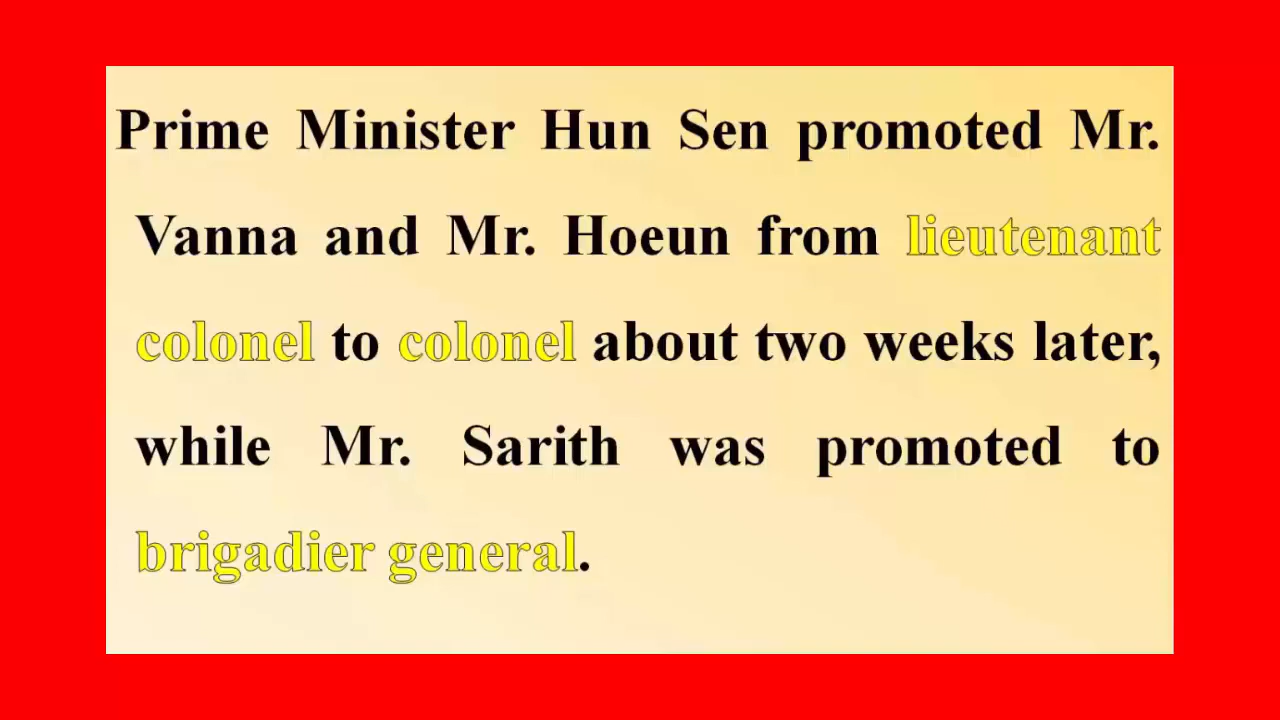 Prime Minister Hun Sen promoted Mr.
Vanna and Mr. Hoeun from lieutenant
colonel to colonel about two weeks later,
while Mr. Sarith was promoted to
brigadier general.